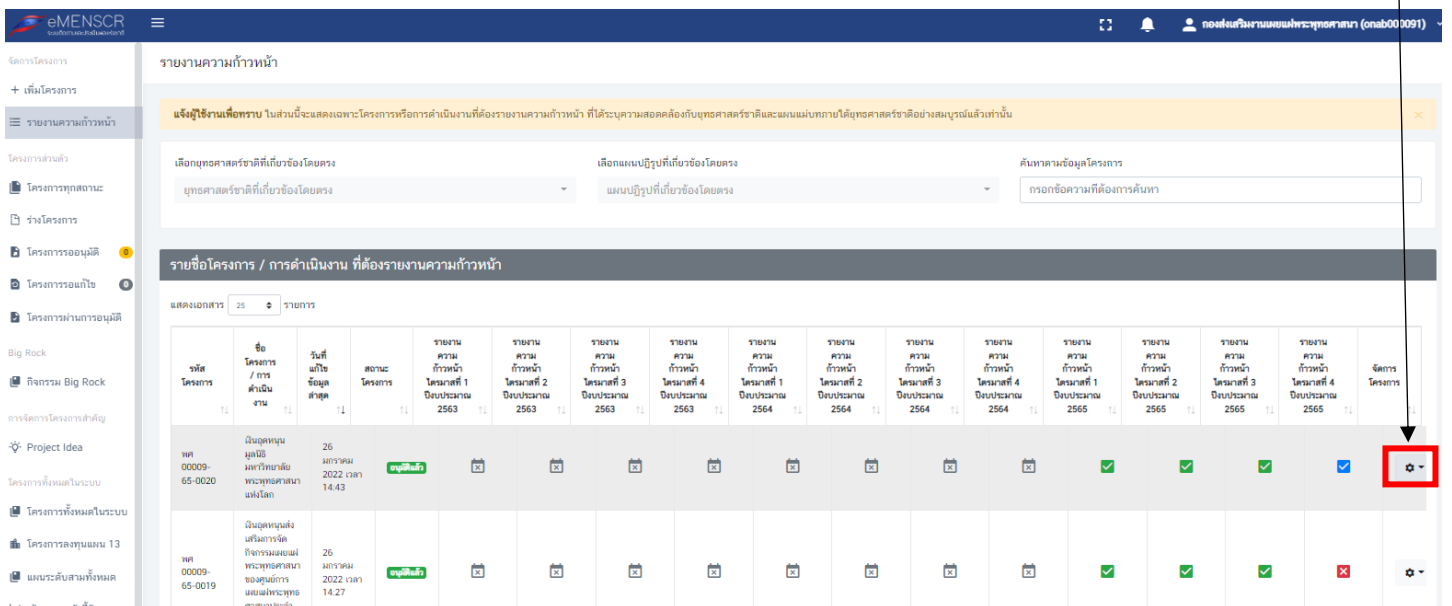 eMENSCR
กองส่งเสริมงานเผยแผ่พระพุทธศาสนา (onab000091)
จัดการโครงการ
+ เพิ่มโครงการ
รายงานความก้าวหน้า
โครงการส่วนตัว
โครงการทุกสถานะ
ร่างโครงการ
โครงการรออนุมัติ 0
โครงการรอแก้ไข 0
โครงการผ่านการอนุมัติ
Big Rock
กิจกรรม Big Rock
การจัดการโครงการสำคัญ
Project Idea
โครงการทั้งหมดในระบบ
โครงการทั้งหมดในระบบ
โครงการลงทุนแผน 13
แผนระดับสามทั้งหมด
รายงานความก้าวหน้า
แจ้งผู้ใช้งานเพื่อทราบ ในส่วนนี้จะแสดงเฉพาะโครงการหรือการดำเนินงานที่ต้องรายงานความก้าวหน้า ที่ได้ระบุความสอดคล้องกับยุทธศาสตร์ชาติและแผนแม่บทภายใต้ยุทธศาสตร์ชาติอย่างสมบูรณ์แล้วเท่านั้น ×
เลือกยุทธศาสตร์ชาติที่เกี่ยวข้องโดยตรง
ยุทธศาสตร์ชาติที่เกี่ยวข้องโดยตรง
เลือกแผนปฏิรูปที่เกี่ยวข้องโดยตรง
แผนปฏิรูปที่เกี่ยวข้องโดยตรง
ค้นหาตามข้อมูลโครงการ
กรอกข้อความที่ต้องการค้นหา
รายชื่อโครงการ / การดำเนินงาน ที่ต้องรายงานความก้าวหน้า
แสดงเอกสาร 25 รายการ
รหัส
โครงการ
ชื่อ
โครงการ
/ การ
ดำเนิน
งาน
วันที่
แก้ไข
ข้อมูล
ล่าสุด
สถานะ
โครงการ
รายงาน
ความ
ก้าวหน้า
ไตรมาสที่ 1
ปีงบประมาณ
2563
รายงาน
ความ
ก้าวหน้า
ไตรมาสที่ 2
ปีงบประมาณ
2563
รายงาน
ความ
ก้าวหน้า
ไตรมาสที่ 3
ปีงบประมาณ
2563
รายงาน
ความ
ก้าวหน้า
ไตรมาสที่ 4
ปีงบประมาณ
2563
รายงาน
ความ
ก้าวหน้า
ไตรมาสที่ 1
ปีงบประมาณ
2564
รายงาน
ความ
ก้าวหน้า
ไตรมาสที่ 2
ปีงบประมาณ
2564
รายงาน
ความ
ก้าวหน้า
ไตรมาสที่ 3
ปีงบประมาณ
2564
รายงาน
ความ
ก้าวหน้า
ไตรมาสที่ 4
ปีงบประมาณ
2564
รายงาน
ความ
ก้าวหน้า
ไตรมาสที่ 1
ปีงบประมาณ
2565
รายงาน
ความ
ก้าวหน้า
ไตรมาสที่ 2
ปีงบประมาณ
2565
รายงาน
ความ
ก้าวหน้า
ไตรมาสที่ 3
ปีงบประมาณ
2565
รายงาน
ความ
ก้าวหน้า
ไตรมาสที่ 4
ปีงบประมาณ
2565
จัดการ
โครงการ
พศ
00009-
65-0020
เงินอุดหนุน
มูลนิธิ
มหาวิทยาลัย
พระพุทธศาสนา
แห่งโลก
26
มกราคม
2022 เวลา
14:43
อนุมัติแล้ว
พศ
00009-
65-0019
เงินอุดหนุนส่ง
เสริมการจัด
กิจกรรมเผยแผ่
พระพุทธศาสนา
ของศูนย์การ
เผยแผ่พระพุทธ
26
มกราคม
2022 เวลา
14:27
อนุมัติแล้ว